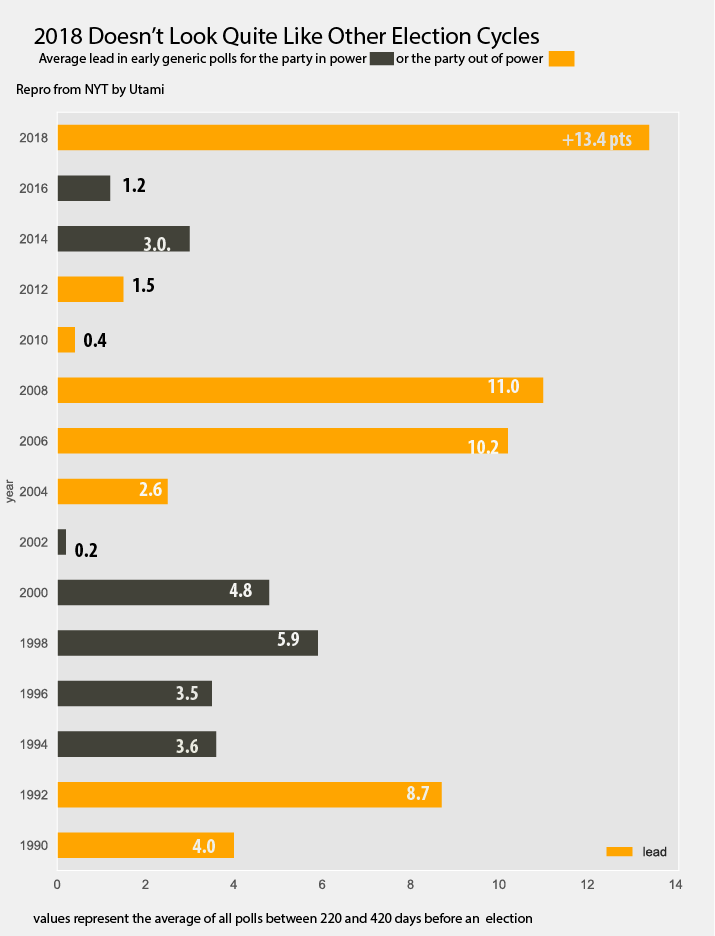 2018 Doesn’t Look Quite Like Other Election Cycles
Average lead in early generic polls for the party in power or the party out of power
Repro from NYT by Utami
2018 +13.4 pts
2016 1.2
2014 3.0.
2012 1.5
2010 0.4
2008 11.0
2006 10.2
year
2004 2.6
2002 0.2
2000 4.8
1998 5.9
1996 3.5
1994 3.6
1992 8.7
1990 4.0
lead
0 2 4 6 8 10 12 14
values represent the average of all polls between 220 and 420 days before an election